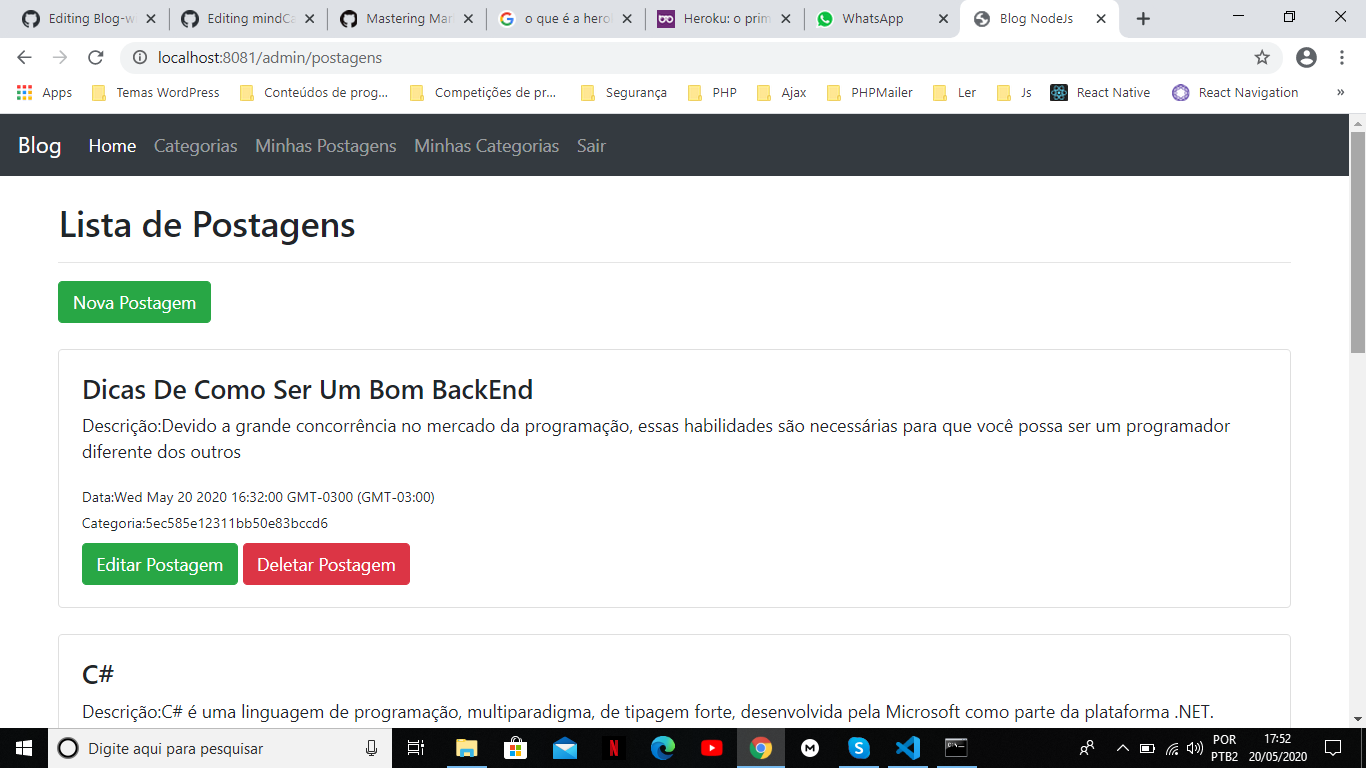 Editing Blog-w
Editing mindCa
Mastering Mar
o que é a hero
Heroku: o prim
WhatsApp
Blog NodeJs
localhost:8081/admin/postagens
Apps
Temas WordPress
Conteúdos de prog...
Competições de pr...
Segurança
PHP
Ajax
PHPMailer
Ler
Js
React Native
React Navigation
»
Blog
Home
Categorias
Minhas Postagens
Minhas Categorias
Sair
Lista de Postagens
Nova Postagem
Dicas De Como Ser Um Bom BackEnd
Descrição:Devido a grande concorrência no mercado da programação, essas habilidades são necessárias para que você possa ser um programador
diferente dos outros
Data:Wed May 20 2020 16:32:00 GMT-0300 (GMT-03:00)
Categoria:5ec585e12311bb50e83bccd6
Editar Postagem
Deletar Postagem
C#
Descrição:C# é uma linguagem de programação, multiparadigma, de tipagem forte, desenvolvida pela Microsoft como parte da plataforma .NET.
Digite aqui para pesquisar
POR
PTB2
17:52
20/05/2020